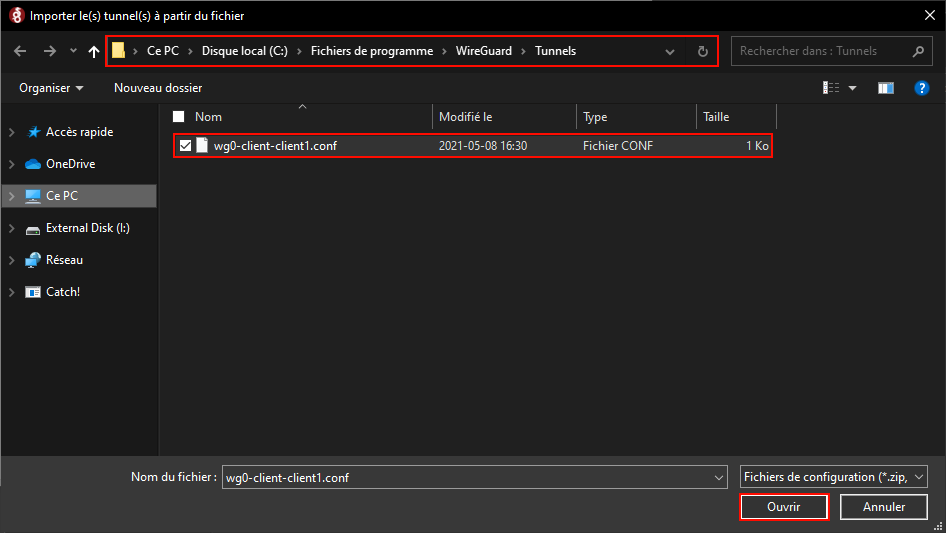 Importer le(s) tunnel(s) à partir du fichier
Ce PC > Disque local (C:) > Fichiers de programme > WireGuard > Tunnels
Rechercher dans : Tunnels
Organiser
Nouveau dossier
Nom
Modifié le
Type
Taille
Accès rapide
OneDrive
Ce PC
External Disk (I:)
Réseau
Catch!
wg0-client-client1.conf
2021-05-08 16:30
Fichier CONF
1 Ko
Nom du fichier :
wg0-client-client1.conf
Fichiers de configuration (*.zip,
Ouvrir
Annuler